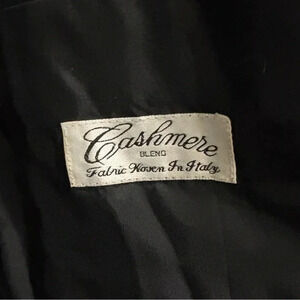 Cashmere
BLEND
Fabric Woven In Italy